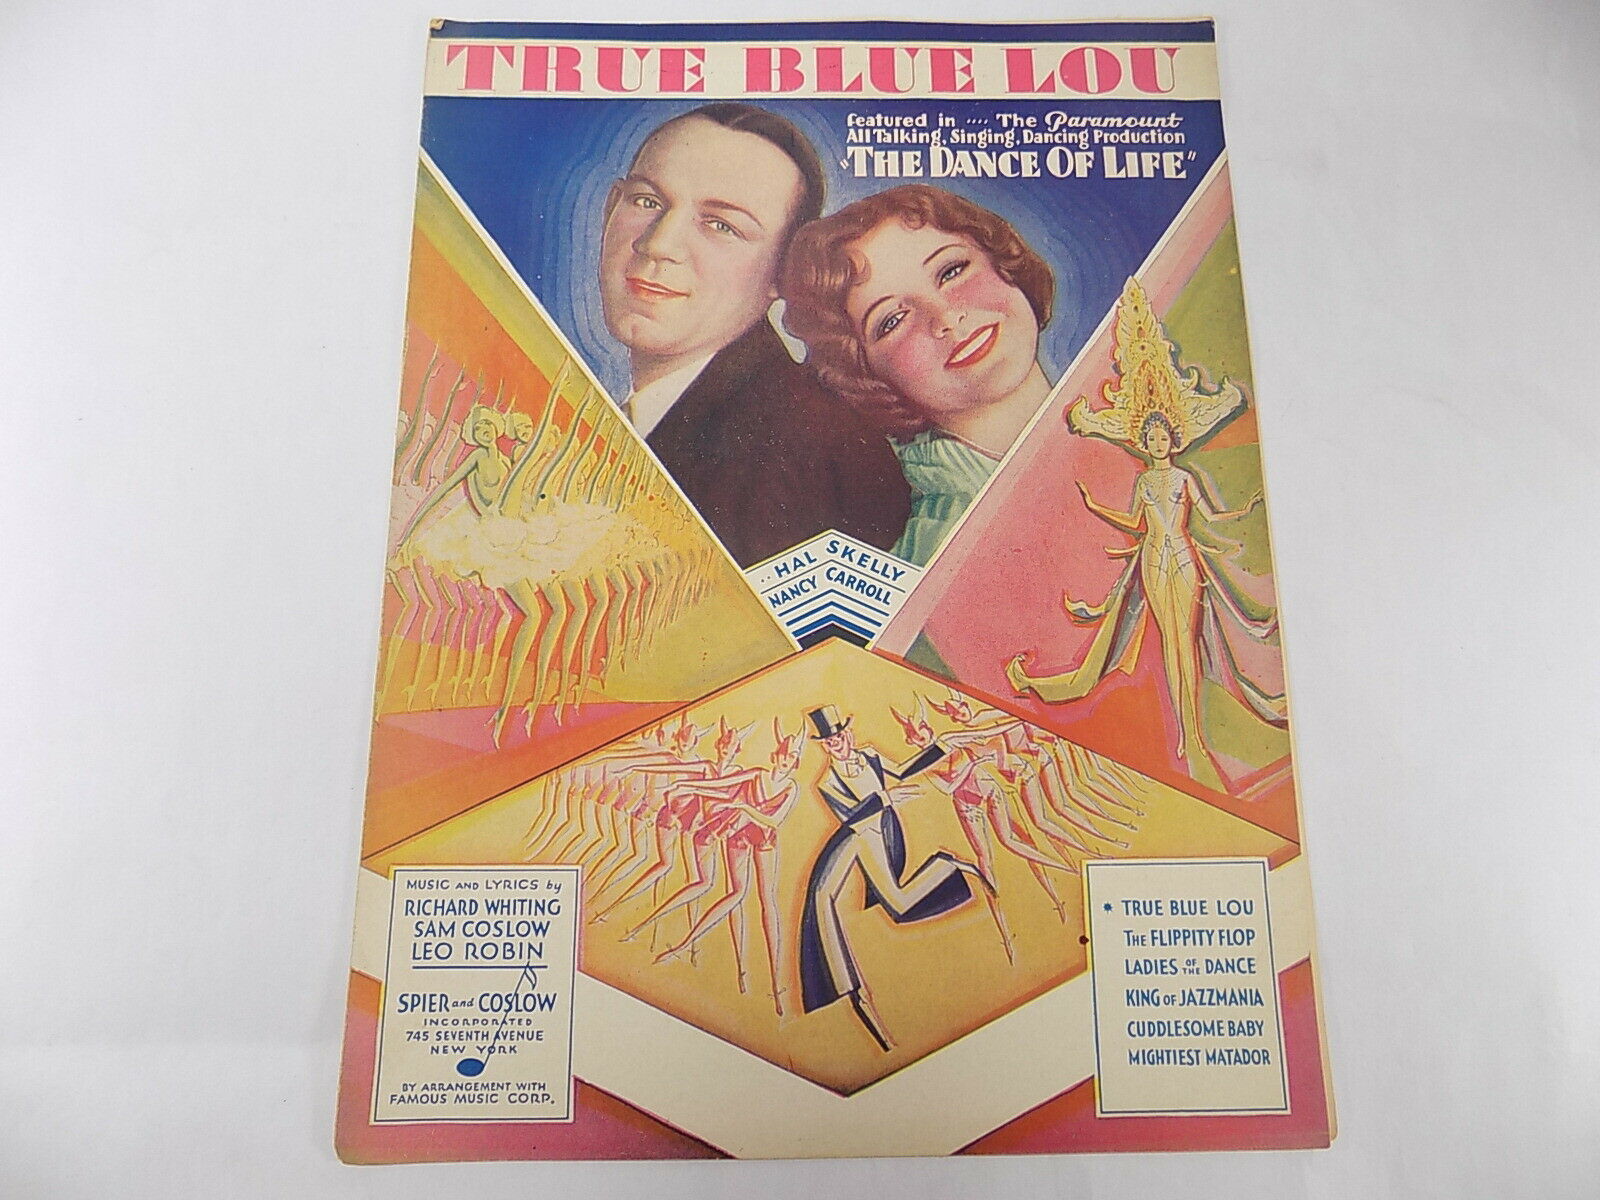 TRUE BLUE LOU
featured in .... The Paramount
All Talking, Singing, Dancing Production
"THE DANCE OF LIFE"
.. HAL SKELLY
NANCY CARROLL
MUSIC AND LYRICS by
RICHARD WHITING
SAM COSLOW
LEO ROBIN
SPIER and COSLOW
INCORPORATED
745 SEVENTH AVENUE
NEW YORK
BY ARRANGEMENT WITH
FAMOUS MUSIC CORP.
* TRUE BLUE LOU
THE FLIPPITY FLOP
LADIES OF THE DANCE
KING OF JAZZMANIA
CUDDLESOME BABY
MIGHTIEST MATADOR